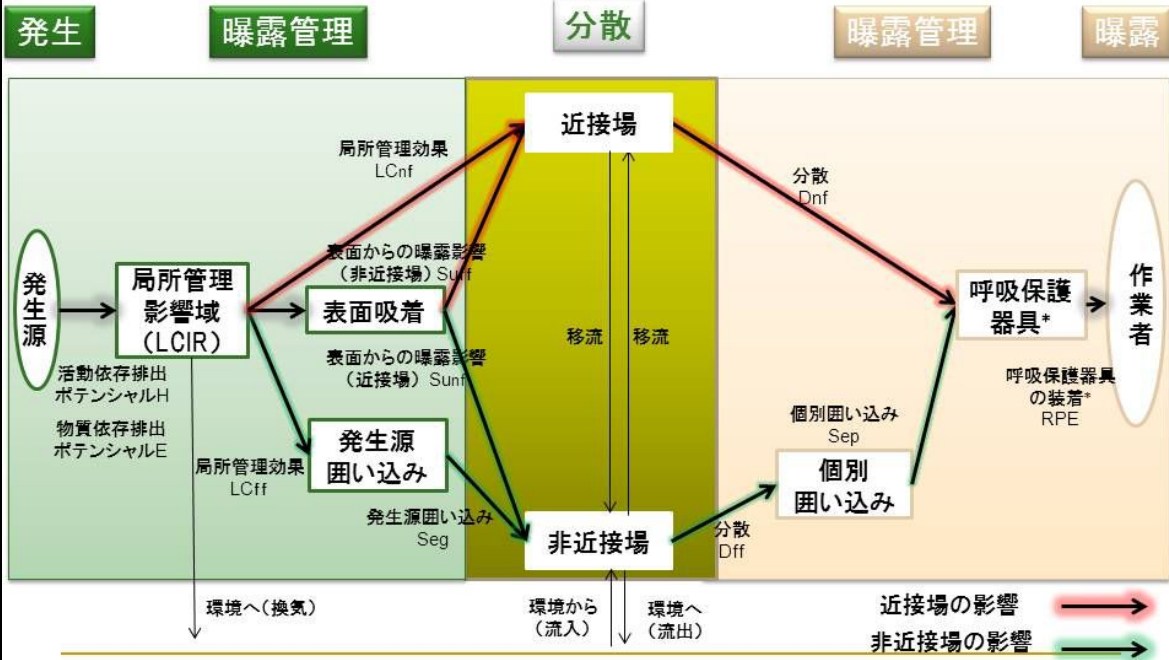 発生
曝露管理
分散
曝露管理
曝露
近接場
局所管理効果
LCnf
分散
Dnf
表面からの曝露影響
(非近接場) Suff
発生源
局所管理
影響域
(LCIR)
表面吸着
移流
移流
呼吸保護
器具*
作業者
表面からの曝露影響
(近接場) Sunf
活動依存排出
ポテンシャルH
呼吸保護器具
の装着*
RPE
物質依存排出
ポテンシャルE
個別囲い込み
Sep
発生源
囲い込み
局所管理効果
LCff
個別
囲い込み
発生源囲い込み
Seg
非近接場
分散
Dff
環境へ(換気)
環境から
(流入)
環境へ
(流出)
近接場の影響
非近接場の影響